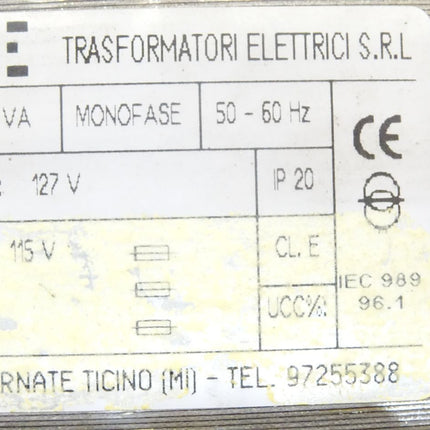 E TRASFORMATORI ELETTRICI S.R.L
VA MONOFASE 50 - 60 Hz
: 127 V IP 20
115 V CL. E
UCC%:
CE
IEC 989
96.1
RNATE TICINO (MI) - TEL. 97255388